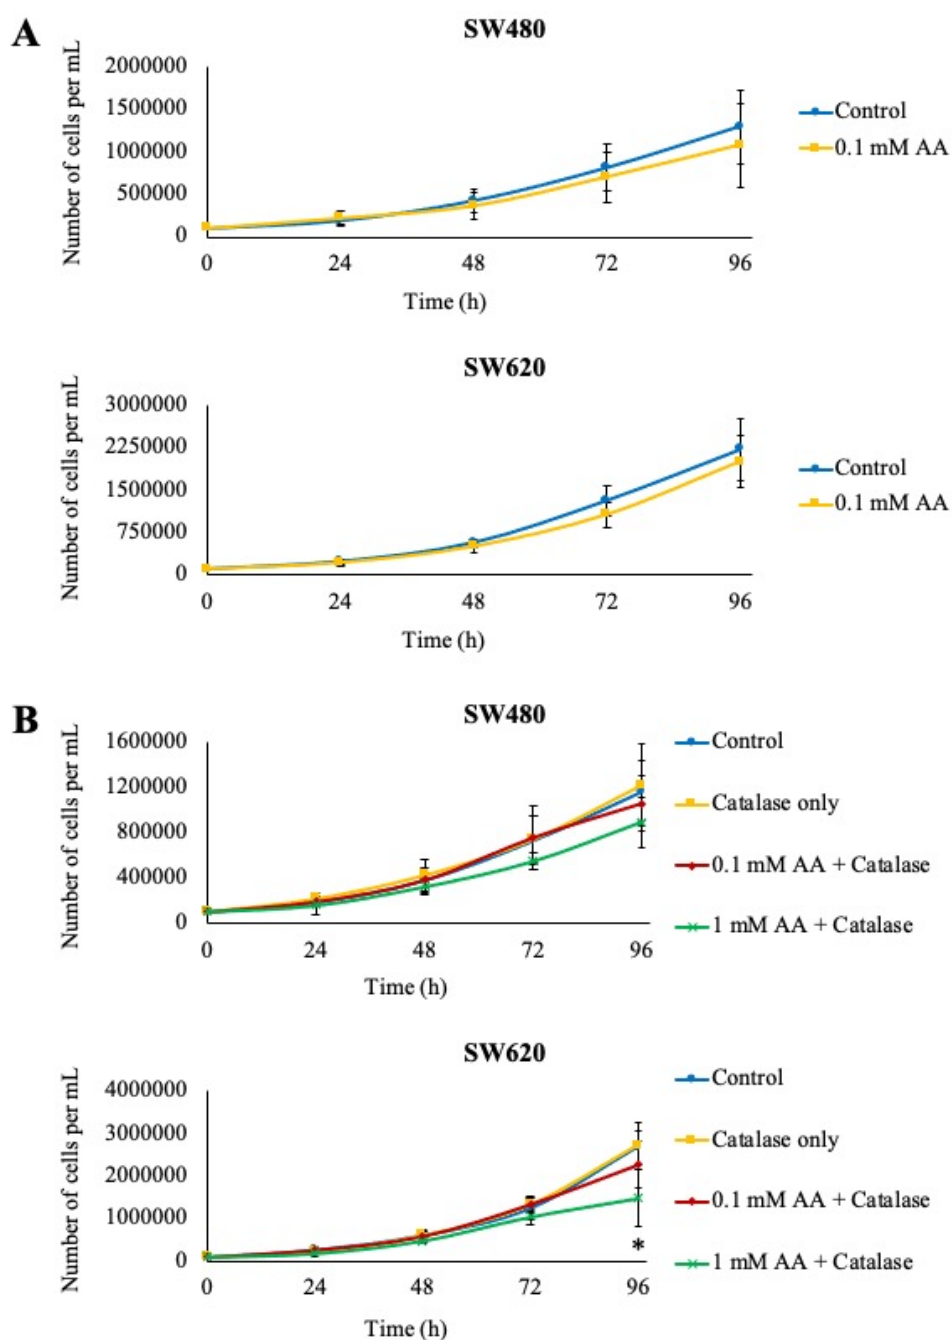 A
SW480
Number of cells per mL
2000000
1500000
1000000
500000
0
0 24 48 72 96
Time (h)
Control
0.1 mM AA
SW620
Number of cells per mL
3000000
2250000
1500000
750000
0
0 24 48 72 96
Time (h)
Control
0.1 mM AA
B
SW480
Number of cells per mL
1600000
1200000
800000
400000
0
0 24 48 72 96
Time (h)
Control
Catalase only
0.1 mM AA + Catalase
1 mM AA + Catalase
SW620
Number of cells per mL
4000000
3000000
2000000
1000000
0
*
0 24 48 72 96
Time (h)
Control
Catalase only
0.1 mM AA + Catalase
1 mM AA + Catalase